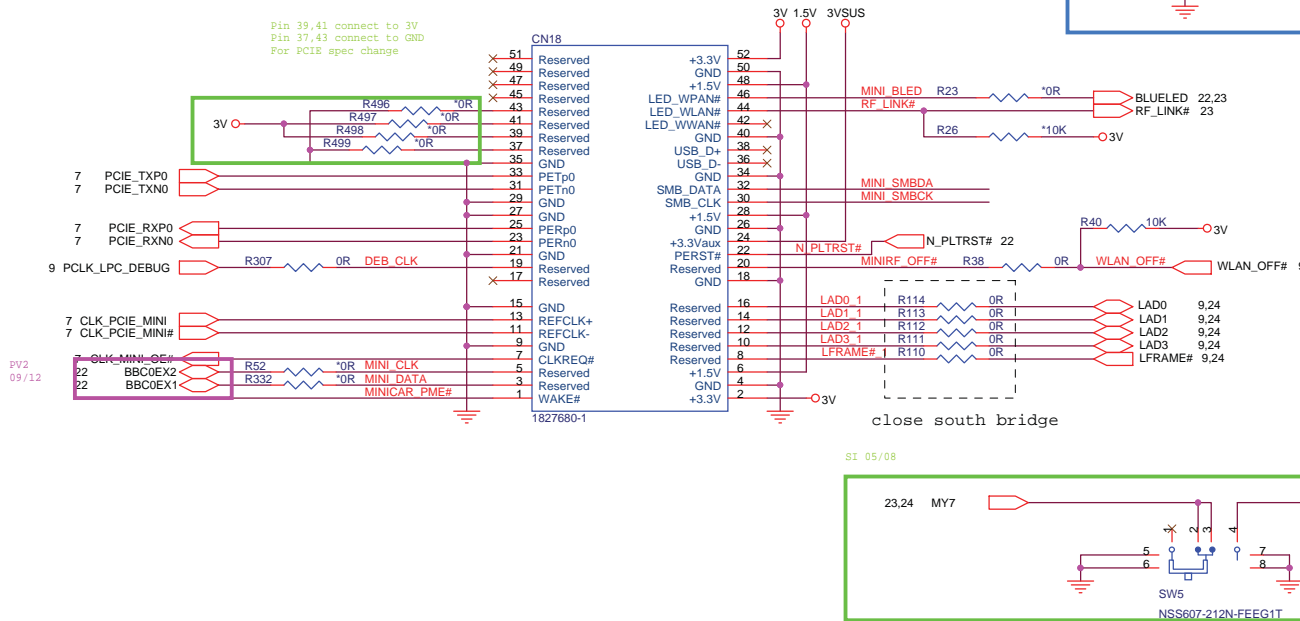 3V 1.5V 3VSUS
Pin 39,41 connect to 3V
Pin 37,43 connect to GND
For PCIE spec change
CN18
51 Reserved +3.3V 52
49 Reserved GND 50
47 Reserved +1.5V 48
45 Reserved LED_WPAN# 46 MINI_BLED R23 *0R BLUELED 22,23
R496 *0R 43 Reserved LED_WLAN# 44 RF_LINK# RF_LINK# 23
3V R497 *0R 41 Reserved LED_WWAN# 42
R498 *0R 39 Reserved GND 40 R26 *10K 3V
R499 *0R 37 Reserved USB_D+ 38
35 GND USB_D- 36
7 PCIE_TXP0 33 PETp0 GND 34
7 PCIE_TXN0 31 PETn0 SMB_DATA 32 MINI_SMBDA
29 GND SMB_CLK 30 MINI_SMBCK
27 GND +1.5V 28
7 PCIE_RXP0 25 PERp0 GND 26 R40 10K 3V
7 PCIE_RXN0 23 PERn0 +3.3Vaux 24 N_PLTRST# N_PLTRST# 22
21 GND PERST# 22
9 PCLK_LPC_DEBUG R307 0R DEB_CLK 19 Reserved Reserved 20 MINIRF_OFF# R38 0R WLAN_OFF# WLAN_OFF# 9
17 Reserved GND 18
15 GND Reserved 16 LAD0_1 R114 0R LAD0 9,24
7 CLK_PCIE_MINI 13 REFCLK+ Reserved 14 LAD1_1 R113 0R LAD1 9,24
7 CLK_PCIE_MINI# 11 REFCLK- Reserved 12 LAD2_1 R112 0R LAD2 9,24
9 GND Reserved 10 LAD3_1 R111 0R LAD3 9,24
7 CLK_MINI_OE# 7 CLKREQ# Reserved 8 LFRAME#_1 R110 0R LFRAME# 9,24
PV2
09/12
22 BBC0EX2 R52 *0R MINI_CLK 5 Reserved +1.5V 6
22 BBC0EX1 R332 *0R MINI_DATA 3 Reserved GND 4
MINICAR_PME# 1 WAKE# +3.3V 2 3V
1827680-1
close south bridge
SI 05/08
23,24 MY7
1 2 3 4
5 7
6 8
SW5
NSS607-212N-FEEG1T